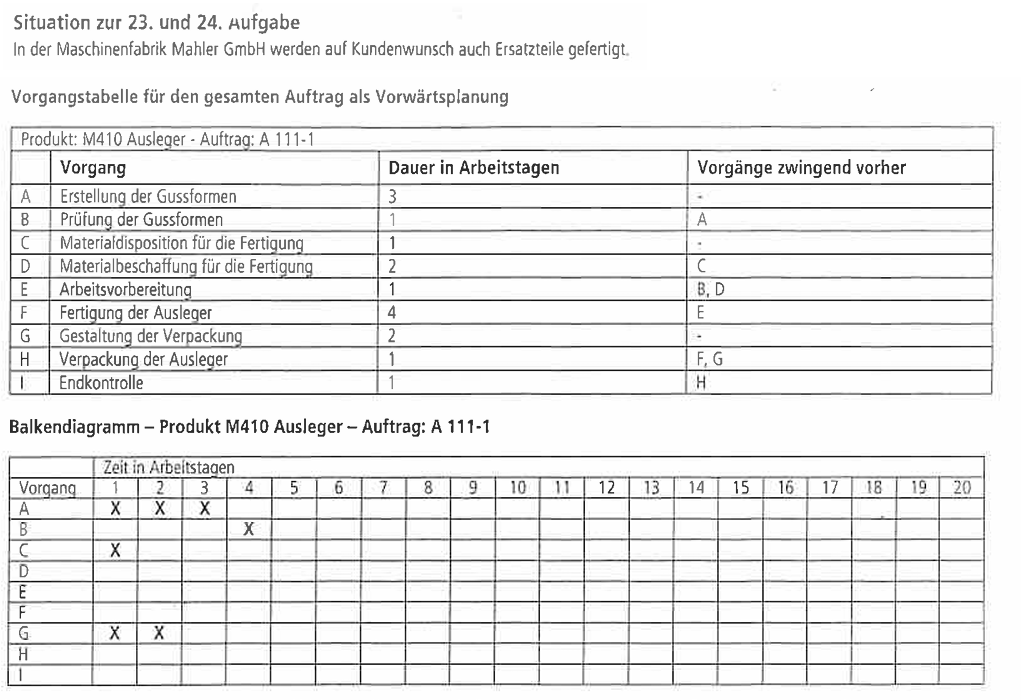 Situation zur 23. und 24. Aufgabe
In der Maschinenfabrik Mahler GmbH werden auf Kundenwunsch auch Ersatzteile gefertigt.
Vorgangstabelle für den gesamten Auftrag als Vorwärtsplanung
Produkt: M410 Ausleger - Auftrag: A 111-1
Vorgang Dauer in Arbeitstagen Vorgänge zwingend vorher
A Erstellung der Gussformen 3 -
B Prüfung der Gussformen 1 A
C Materialdisposition für die Fertigung 1 -
D Materialbeschaffung für die Fertigung 2 C
E Arbeitsvorbereitung 1 B, D
F Fertigung der Ausleger 4 E
G Gestaltung der Verpackung 2 -
H Verpackung der Ausleger 1 F, G
I Endkontrolle 1 H
Balkendiagramm – Produkt M410 Ausleger – Auftrag: A 111-1
Zeit in Arbeitstagen
Vorgang 1 2 3 4 5 6 7 8 9 10 11 12 13 14 15 16 17 18 19 20
A X X X
B X
C X
D
E
F
G X X
H
I